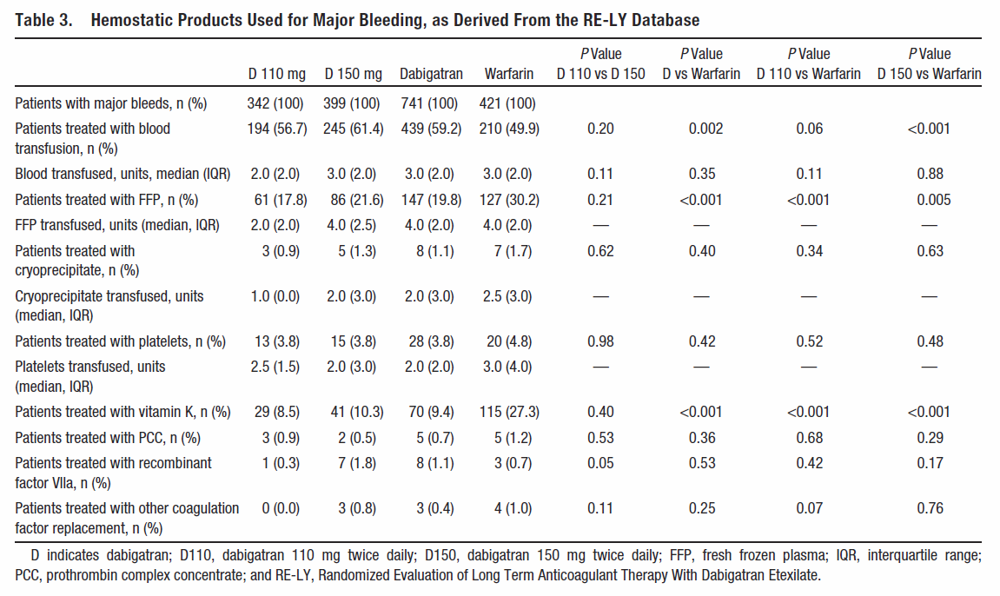 Table 3. Hemostatic Products Used for Major Bleeding, as Derived From the RE-LY Database
P Value P Value P Value P Value
D 110 mg D 150 mg Dabigatran Warfarin D 110 vs D 150 D vs Warfarin D 110 vs Warfarin D 150 vs Warfarin
Patients with major bleeds, n (%) 342 (100) 399 (100) 741 (100) 421 (100)
Patients treated with blood 194 (56.7) 245 (61.4) 439 (59.2) 210 (49.9) 0.20 0.002 0.06 <0.001
transfusion, n (%)
Blood transfused, units, median (IQR) 2.0 (2.0) 3.0 (2.0) 3.0 (2.0) 3.0 (2.0) 0.11 0.35 0.11 0.88
Patients treated with FFP, n (%) 61 (17.8) 86 (21.6) 147 (19.8) 127 (30.2) 0.21 <0.001 <0.001 0.005
FFP transfused, units (median, IQR) 2.0 (2.0) 4.0 (2.5) 4.0 (2.0) 4.0 (2.0) — — — —
Patients treated with 3 (0.9) 5 (1.3) 8 (1.1) 7 (1.7) 0.62 0.40 0.34 0.63
cryoprecipitate, n (%)
Cryoprecipitate transfused, units 1.0 (0.0) 2.0 (3.0) 2.0 (3.0) 2.5 (3.0) — — — —
(median, IQR)
Patients treated with platelets, n (%) 13 (3.8) 15 (3.8) 28 (3.8) 20 (4.8) 0.98 0.42 0.52 0.48
Platelets transfused, units 2.5 (1.5) 2.0 (3.0) 2.0 (2.0) 3.0 (4.0) — — — —
(median, IQR)
Patients treated with vitamin K, n (%) 29 (8.5) 41 (10.3) 70 (9.4) 115 (27.3) 0.40 <0.001 <0.001 <0.001
Patients treated with PCC, n (%) 3 (0.9) 2 (0.5) 5 (0.7) 5 (1.2) 0.53 0.36 0.68 0.29
Patients treated with recombinant 1 (0.3) 7 (1.8) 8 (1.1) 3 (0.7) 0.05 0.53 0.42 0.17
factor VIIa, n (%)
Patients treated with other coagulation 0 (0.0) 3 (0.8) 3 (0.4) 4 (1.0) 0.11 0.25 0.07 0.76
factor replacement, n (%)
D indicates dabigatran; D110, dabigatran 110 mg twice daily; D150, dabigatran 150 mg twice daily; FFP, fresh frozen plasma; IQR, interquartile range;
PCC, prothrombin complex concentrate; and RE-LY, Randomized Evaluation of Long Term Anticoagulant Therapy With Dabigatran Etexilate.